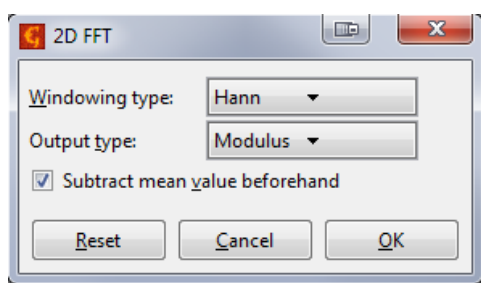 2D FFT
Windowing type: Hann
Output type: Modulus
Subtract mean value beforehand
Reset Cancel OK